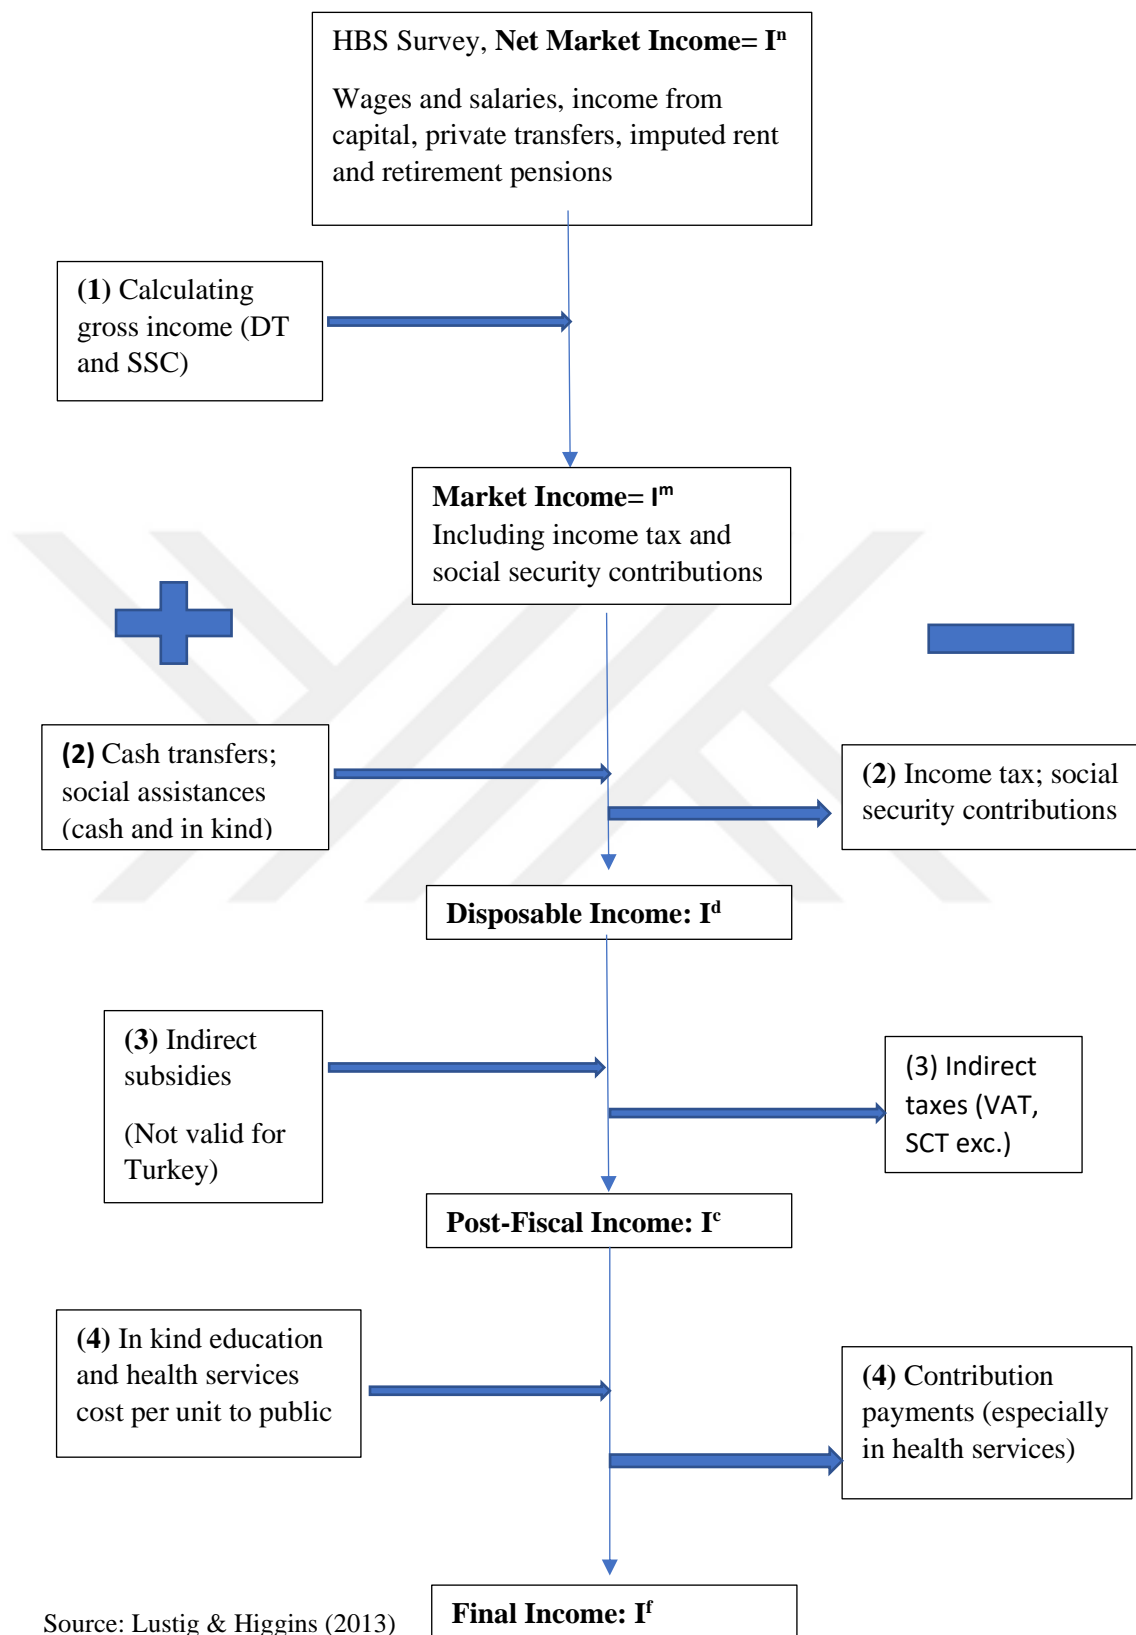 HBS Survey, Net Market Income= Iⁿ
Wages and salaries, income from
capital, private transfers, imputed rent
and retirement pensions
(1) Calculating
gross income (DT
and SSC)
Market Income= Iᵐ
Including income tax and
social security contributions
(2) Cash transfers;
social assistances
(cash and in kind)
(2) Income tax; social
security contributions
Disposable Income: Iᵈ
(3) Indirect
subsidies
(Not valid for
Turkey)
(3) Indirect
taxes (VAT,
SCT exc.)
Post-Fiscal Income: Iᶜ
(4) In kind education
and health services
cost per unit to public
(4) Contribution
payments (especially
in health services)
Final Income: Iᶠ
Source: Lustig & Higgins (2013)